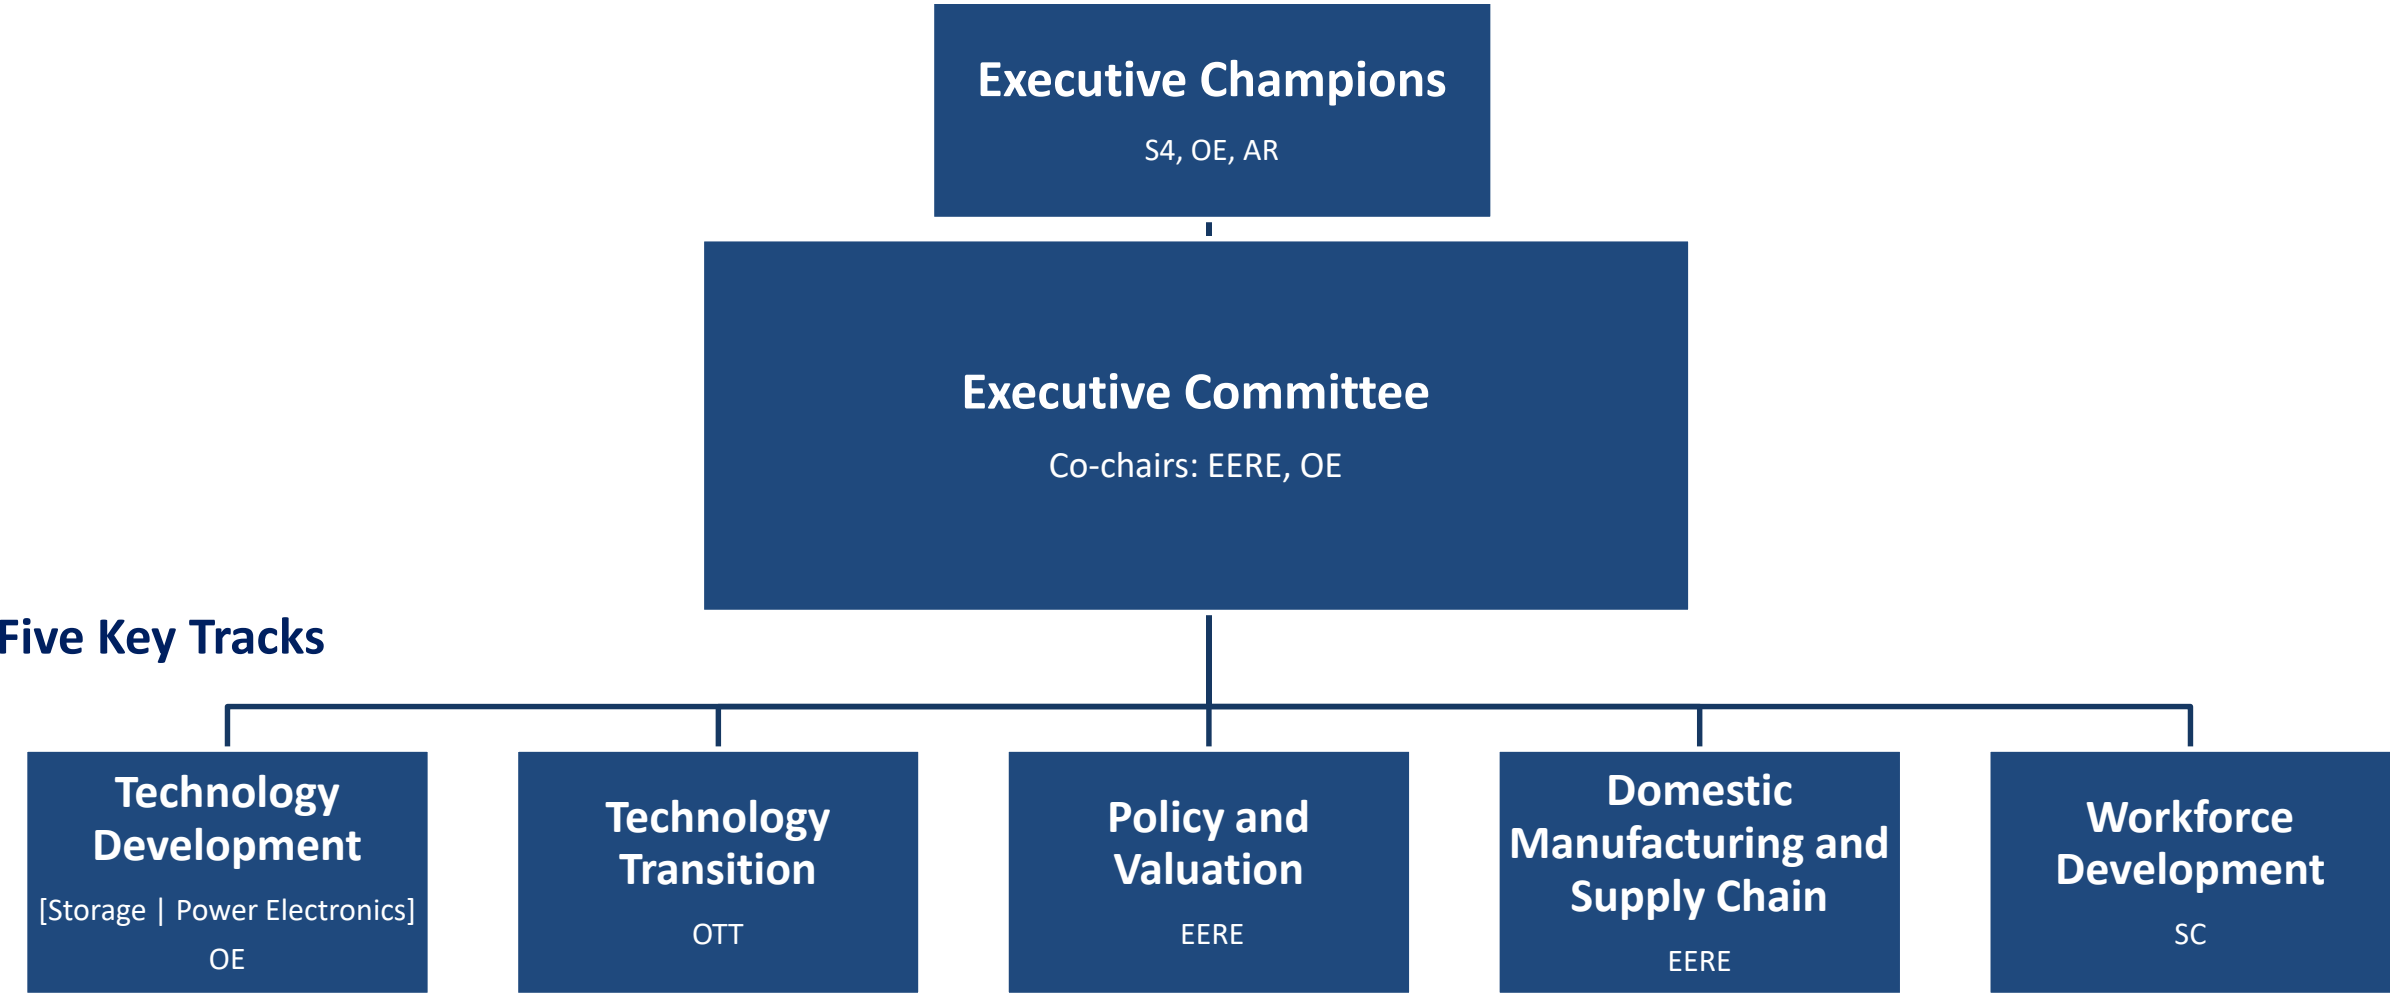 Executive Champions
S4, OE, AR
Executive Committee
Co-chairs: EERE, OE
Five Key Tracks
Technology
Development
[Storage | Power Electronics]
OE
Technology
Transition
OTT
Policy and
Valuation
EERE
Domestic
Manufacturing and
Supply Chain
EERE
Workforce
Development
SC